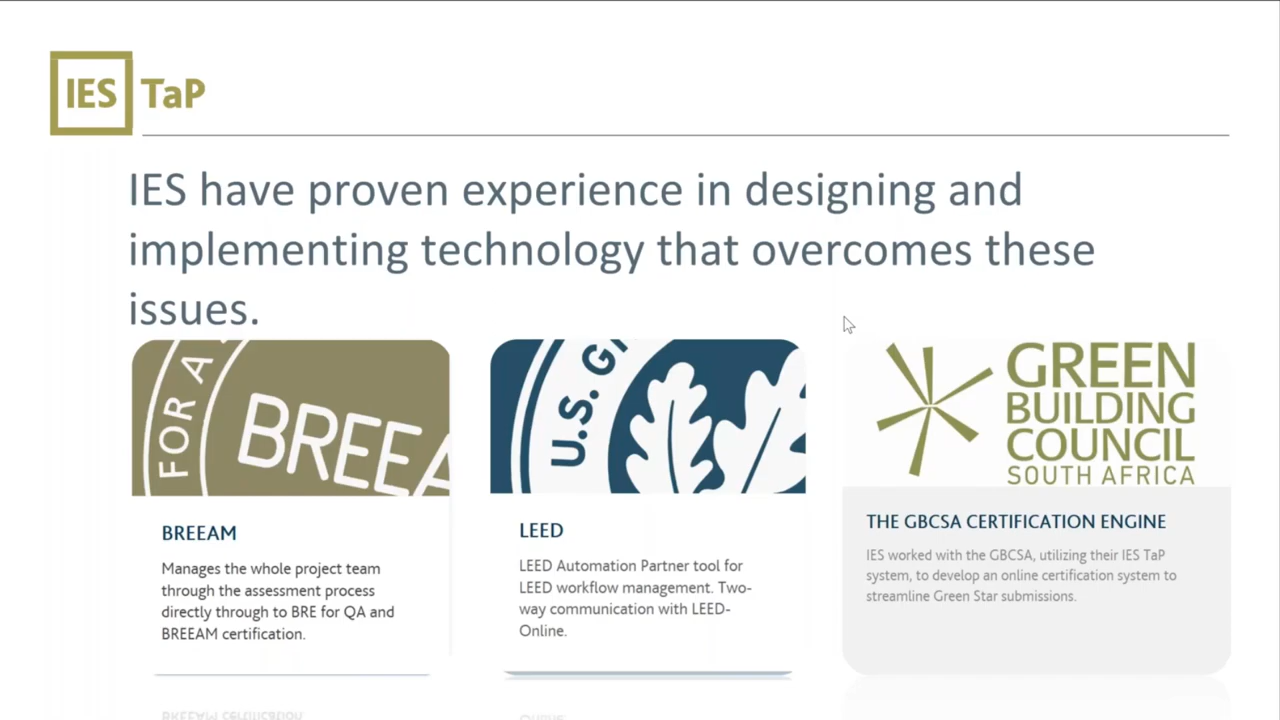 IES TaP
IES have proven experience in designing and
implementing technology that overcomes these
issues.
FOR A
BREEA
U.S. G
GREEN
BUILDING
COUNCIL
SOUTH AFRICA
BREEAM
Manages the whole project team
through the assessment process
directly through to BRE for QA and
BREEAM certification.
LEED
LEED Automation Partner tool for
LEED workflow management. Two-
way communication with LEED-
Online.
THE GBCSA CERTIFICATION ENGINE
IES worked with the GBCSA, utilizing their IES TaP
system, to develop an online certification system to
streamline Green Star submissions.